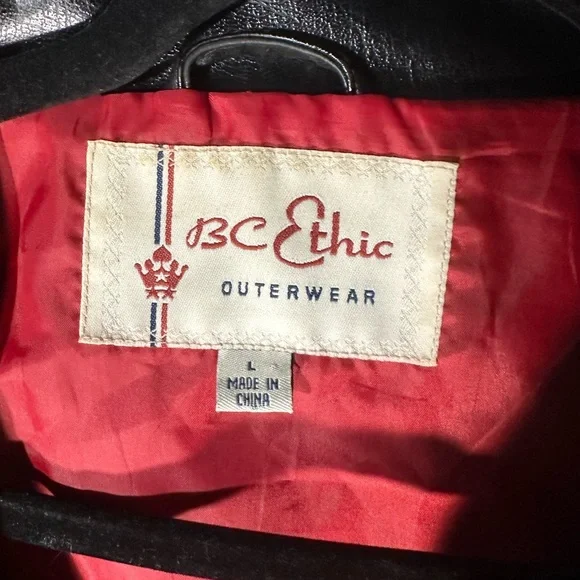 BC Ethic
OUTERWEAR
L
MADE IN
CHINA